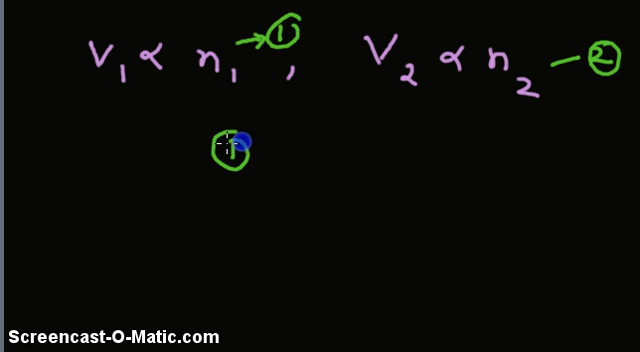 V₁ ∝ n₁ → ① , V₂ ∝ n₂ — ②
①
Screencast-O-Matic.com